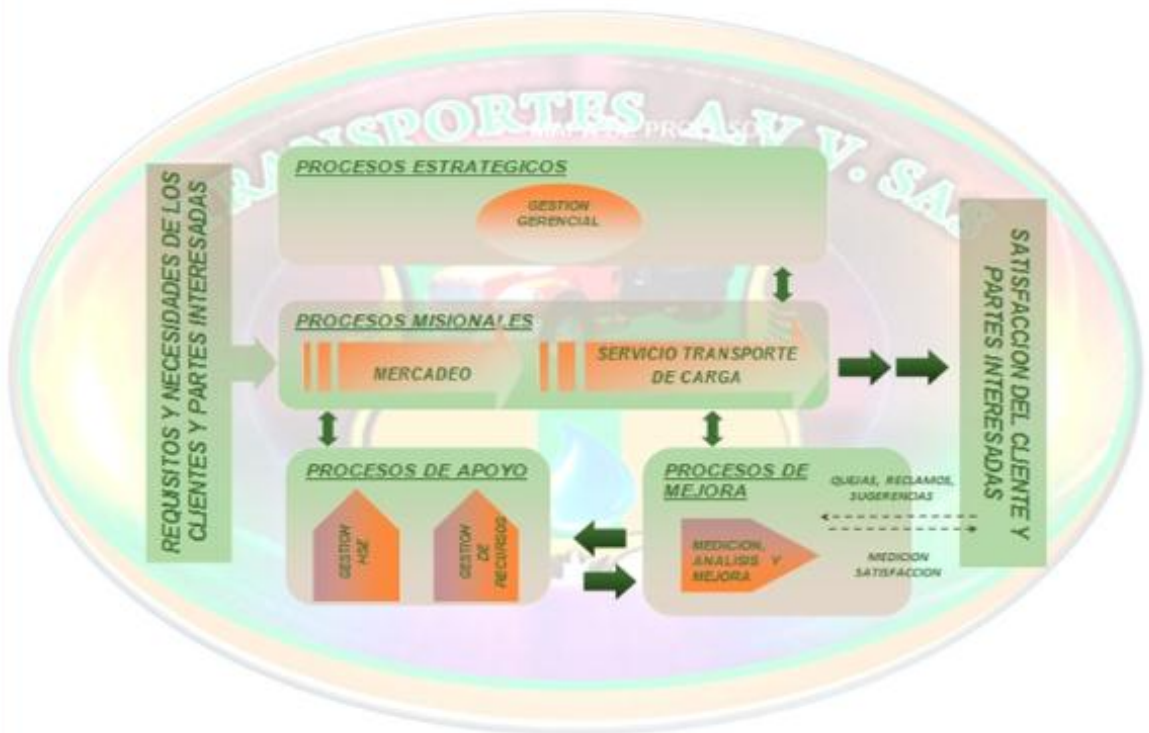 TRANSPORTES A.V.V. SAS
MAPA DE PROCESOS
REQUISITOS Y NECESIDADES DE LOS
CLIENTES Y PARTES INTERESADAS
PROCESOS ESTRATEGICOS
GESTION
GERENCIAL
PROCESOS MISIONALES
MERCADEO
SERVICIO TRANSPORTE
DE CARGA
PROCESOS DE APOYO
GESTION
HSE
GESTION
DE
RECURSOS
PROCESOS DE
MEJORA
MEDICION,
ANALISIS Y
MEJORA
QUEJAS, RECLAMOS,
SUGERENCIAS
MEDICION
SATISFACCION
SATISFACCION DEL CLIENTE Y
PARTES INTERESADAS